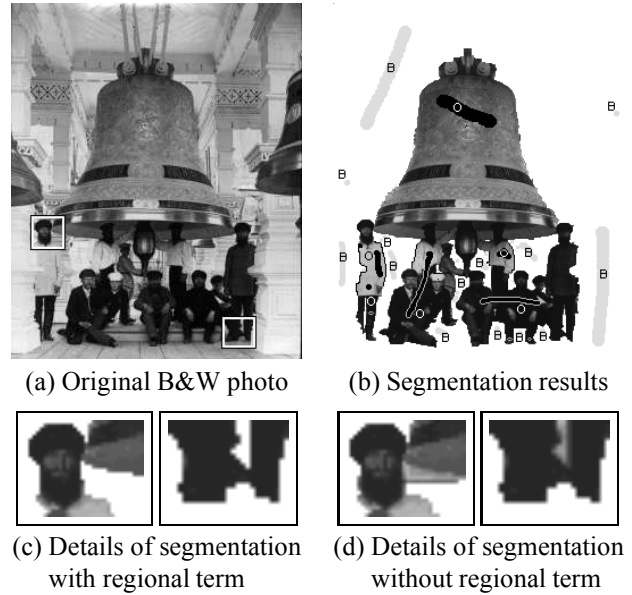 (a) Original B&W photo
(b) Segmentation results
B
B
B
B
B
B
B
B
B
B
B
B
O
O
O
O
O
(c) Details of segmentation
with regional term
(d) Details of segmentation
without regional term